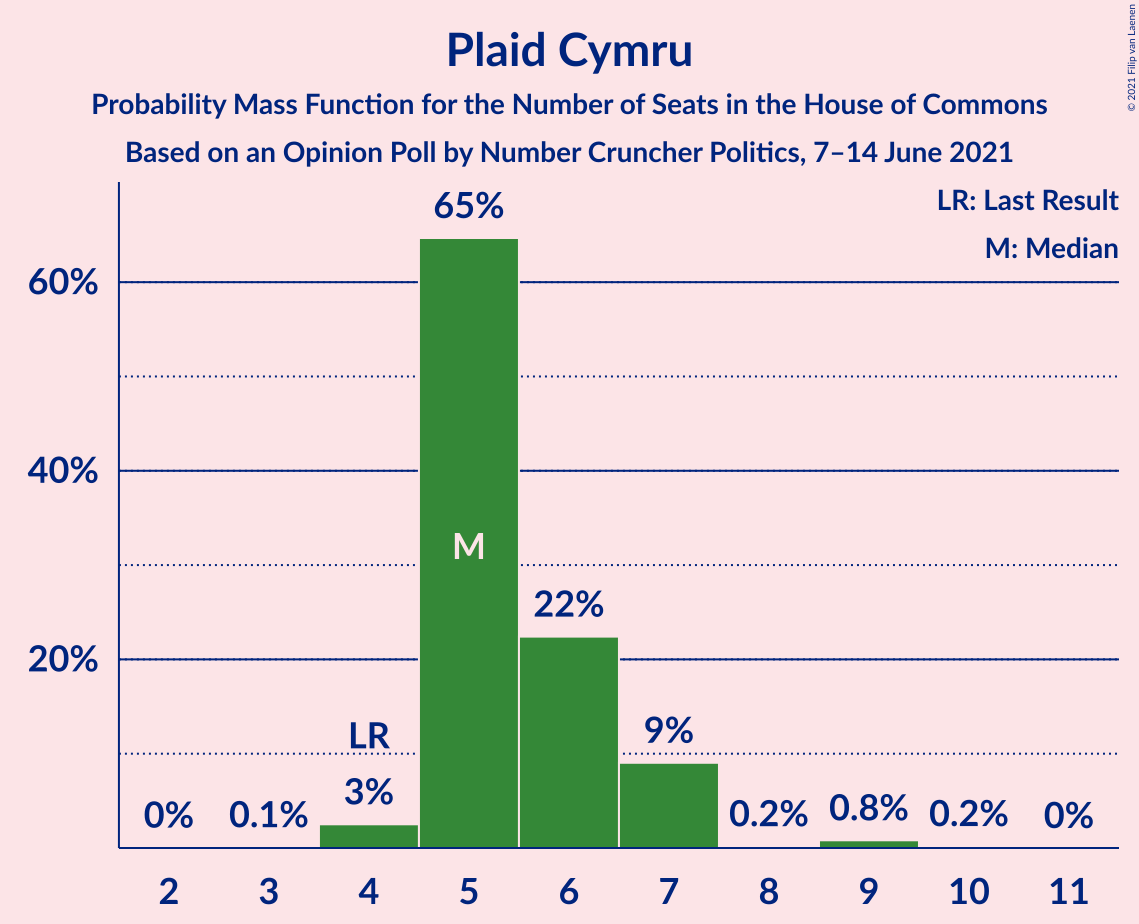 Plaid Cymru
Probability Mass Function for the Number of Seats in the House of Commons
Based on an Opinion Poll by Number Cruncher Politics, 7–14 June 2021
© 2021 Filip van Laenen
LR: Last Result
M: Median
65%
60%
40%
M
22%
20%
LR
9%
3%
0% 0.1% 0.2% 0.8% 0.2% 0%
2 3 4 5 6 7 8 9 10 11